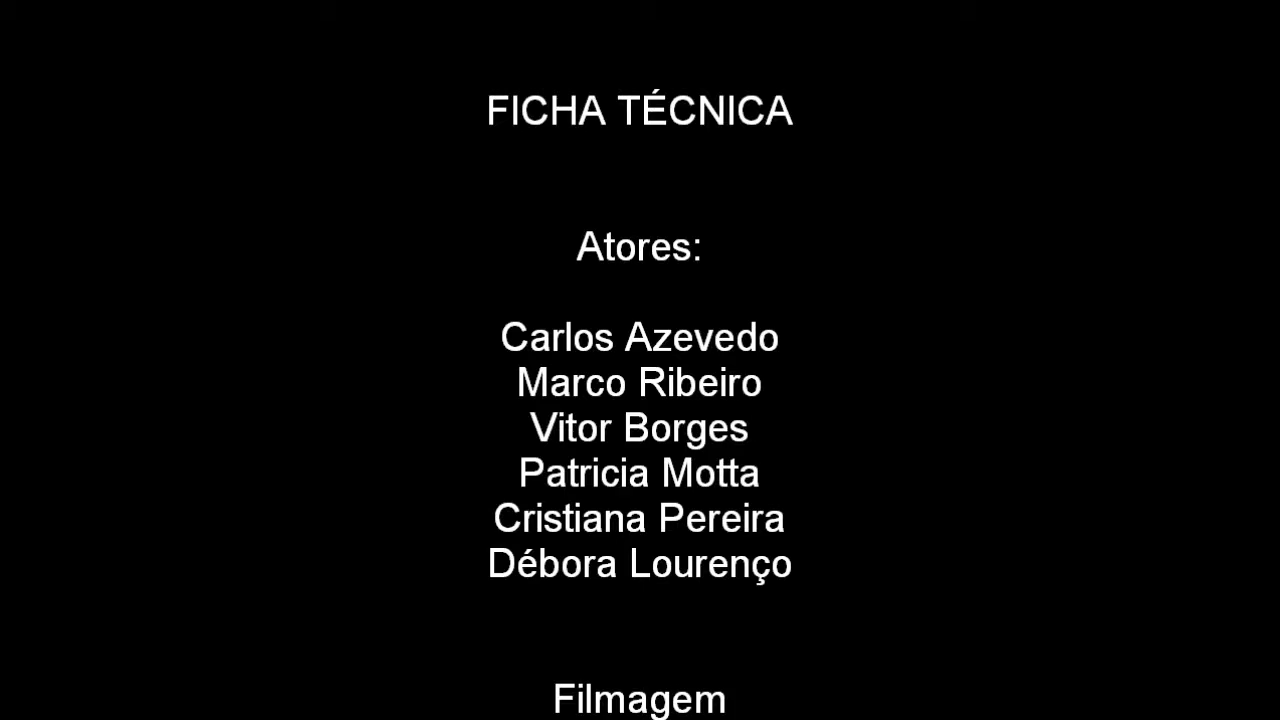 FICHA TÉCNICA
Atores:
Carlos Azevedo
Marco Ribeiro
Vitor Borges
Patricia Motta
Cristiana Pereira
Débora Lourenço
Filmagem